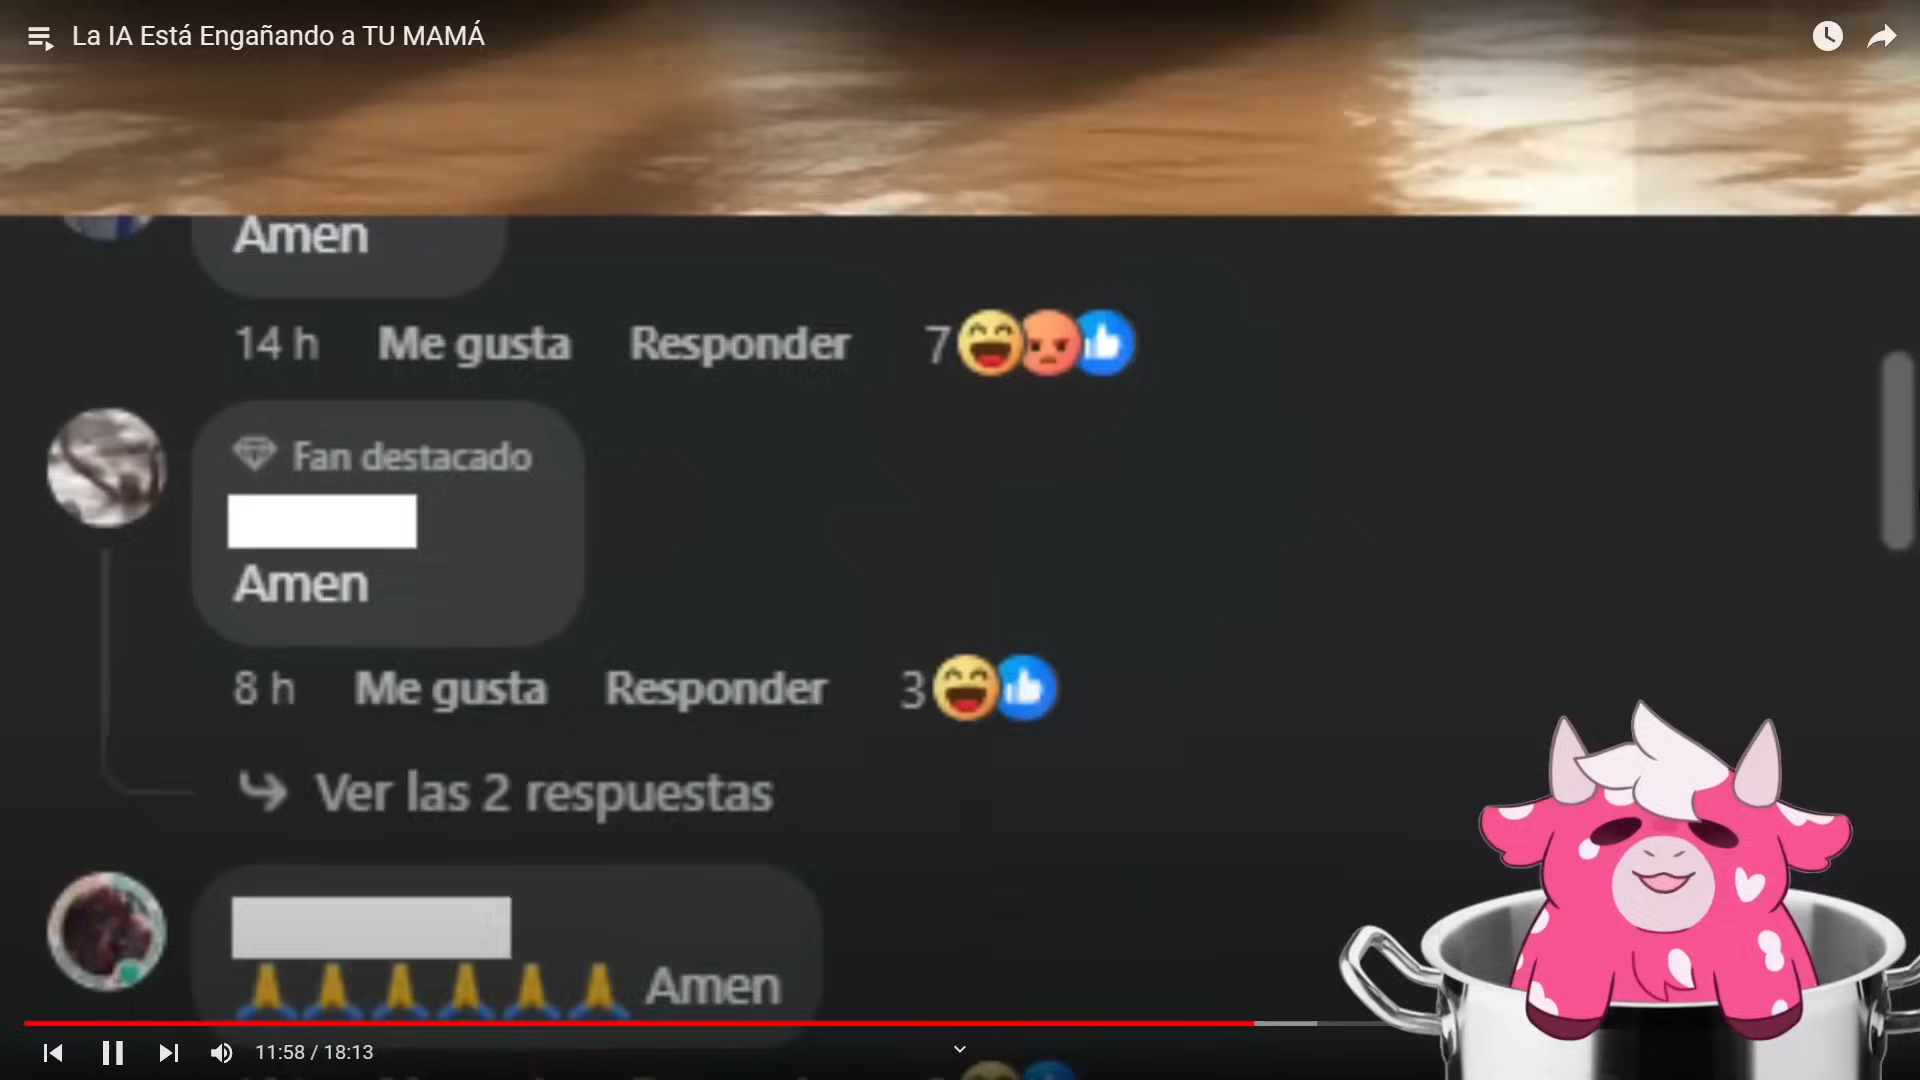 La IA Está Engañando a TU MAMÁ
Amen
14 h Me gusta Responder 7
Fan destacado
Amen
8 h Me gusta Responder 3
Ver las 2 respuestas
Amen
11:58 / 18:13